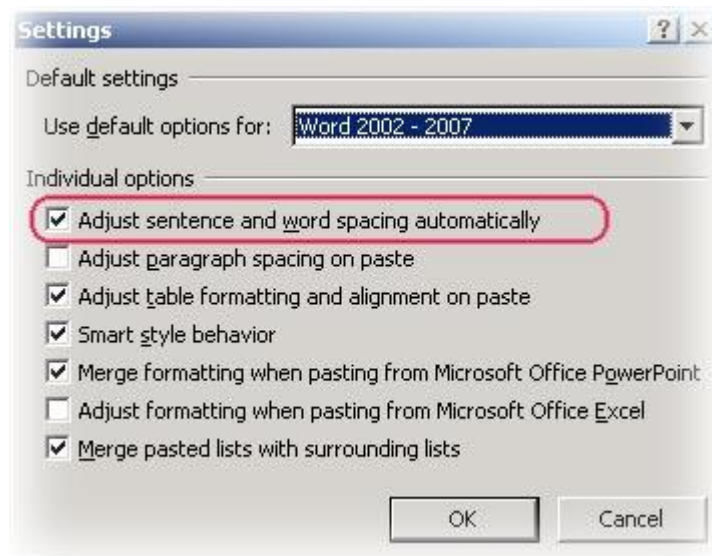 Settings
Default settings
Use default options for: Word 2002 - 2007
Individual options
Adjust sentence and word spacing automatically
Adjust paragraph spacing on paste
Adjust table formatting and alignment on paste
Smart style behavior
Merge formatting when pasting from Microsoft Office PowerPoint
Adjust formatting when pasting from Microsoft Office Excel
Merge pasted lists with surrounding lists
OK Cancel